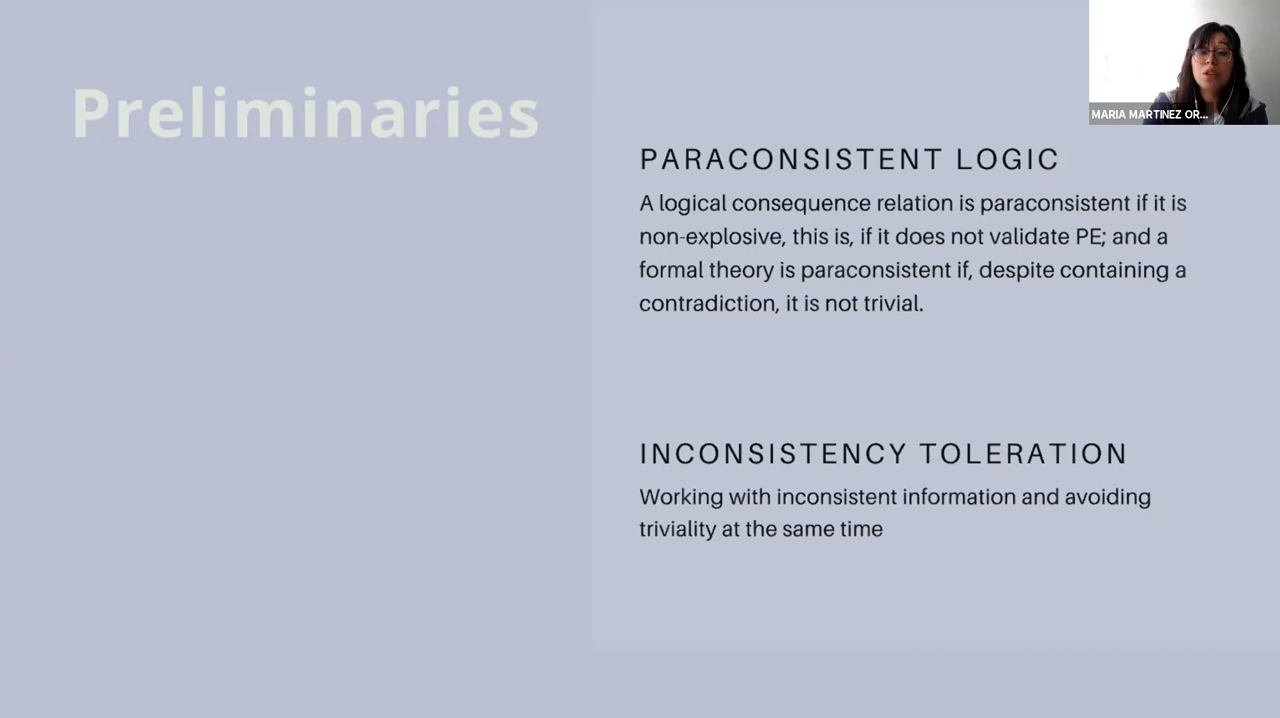 Preliminaries
MARIA MARTINEZ OR...
PARACONSISTENT LOGIC
A logical consequence relation is paraconsistent if it is
non-explosive, this is, if it does not validate PE; and a
formal theory is paraconsistent if, despite containing a
contradiction, it is not trivial.
INCONSISTENCY TOLERATION
Working with inconsistent information and avoiding
triviality at the same time